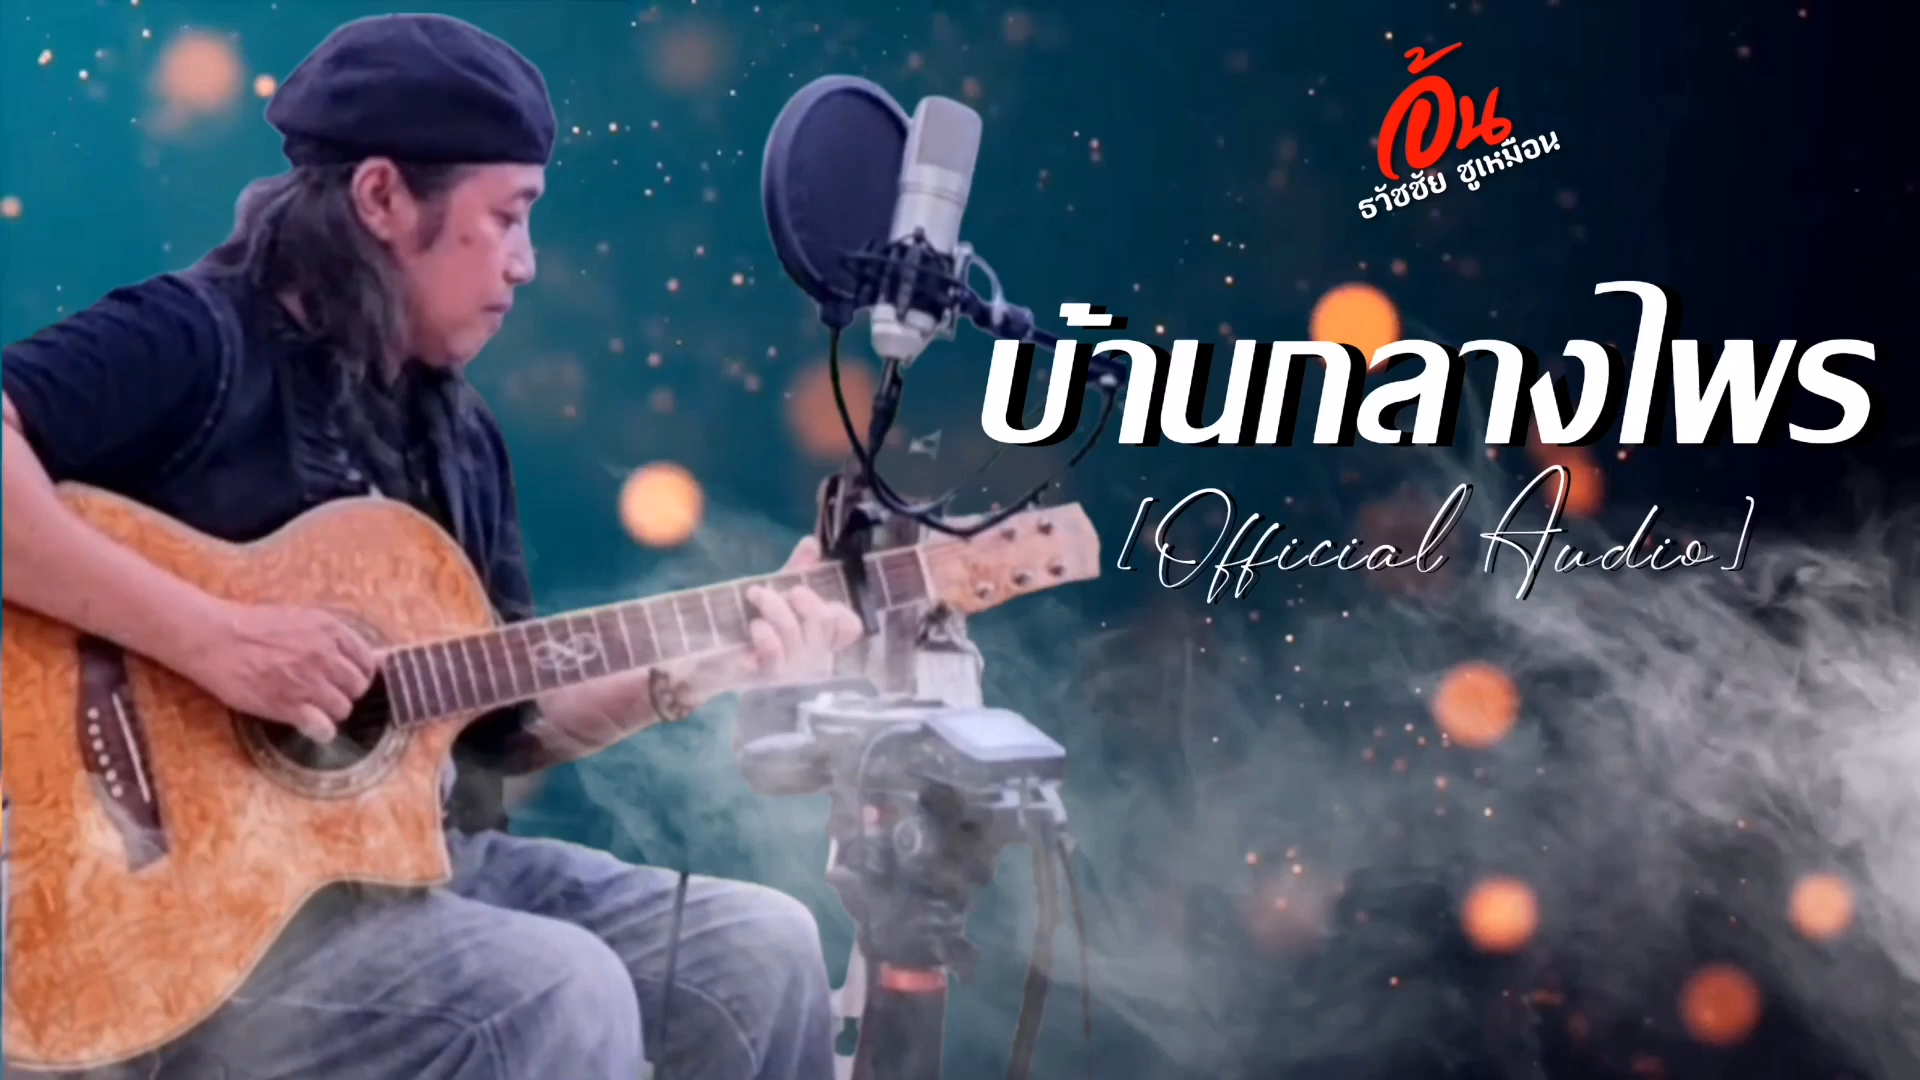 อ้น
ธวัชชัย ชูเหมือน
บ้านกลางไพร
[Official Audio]